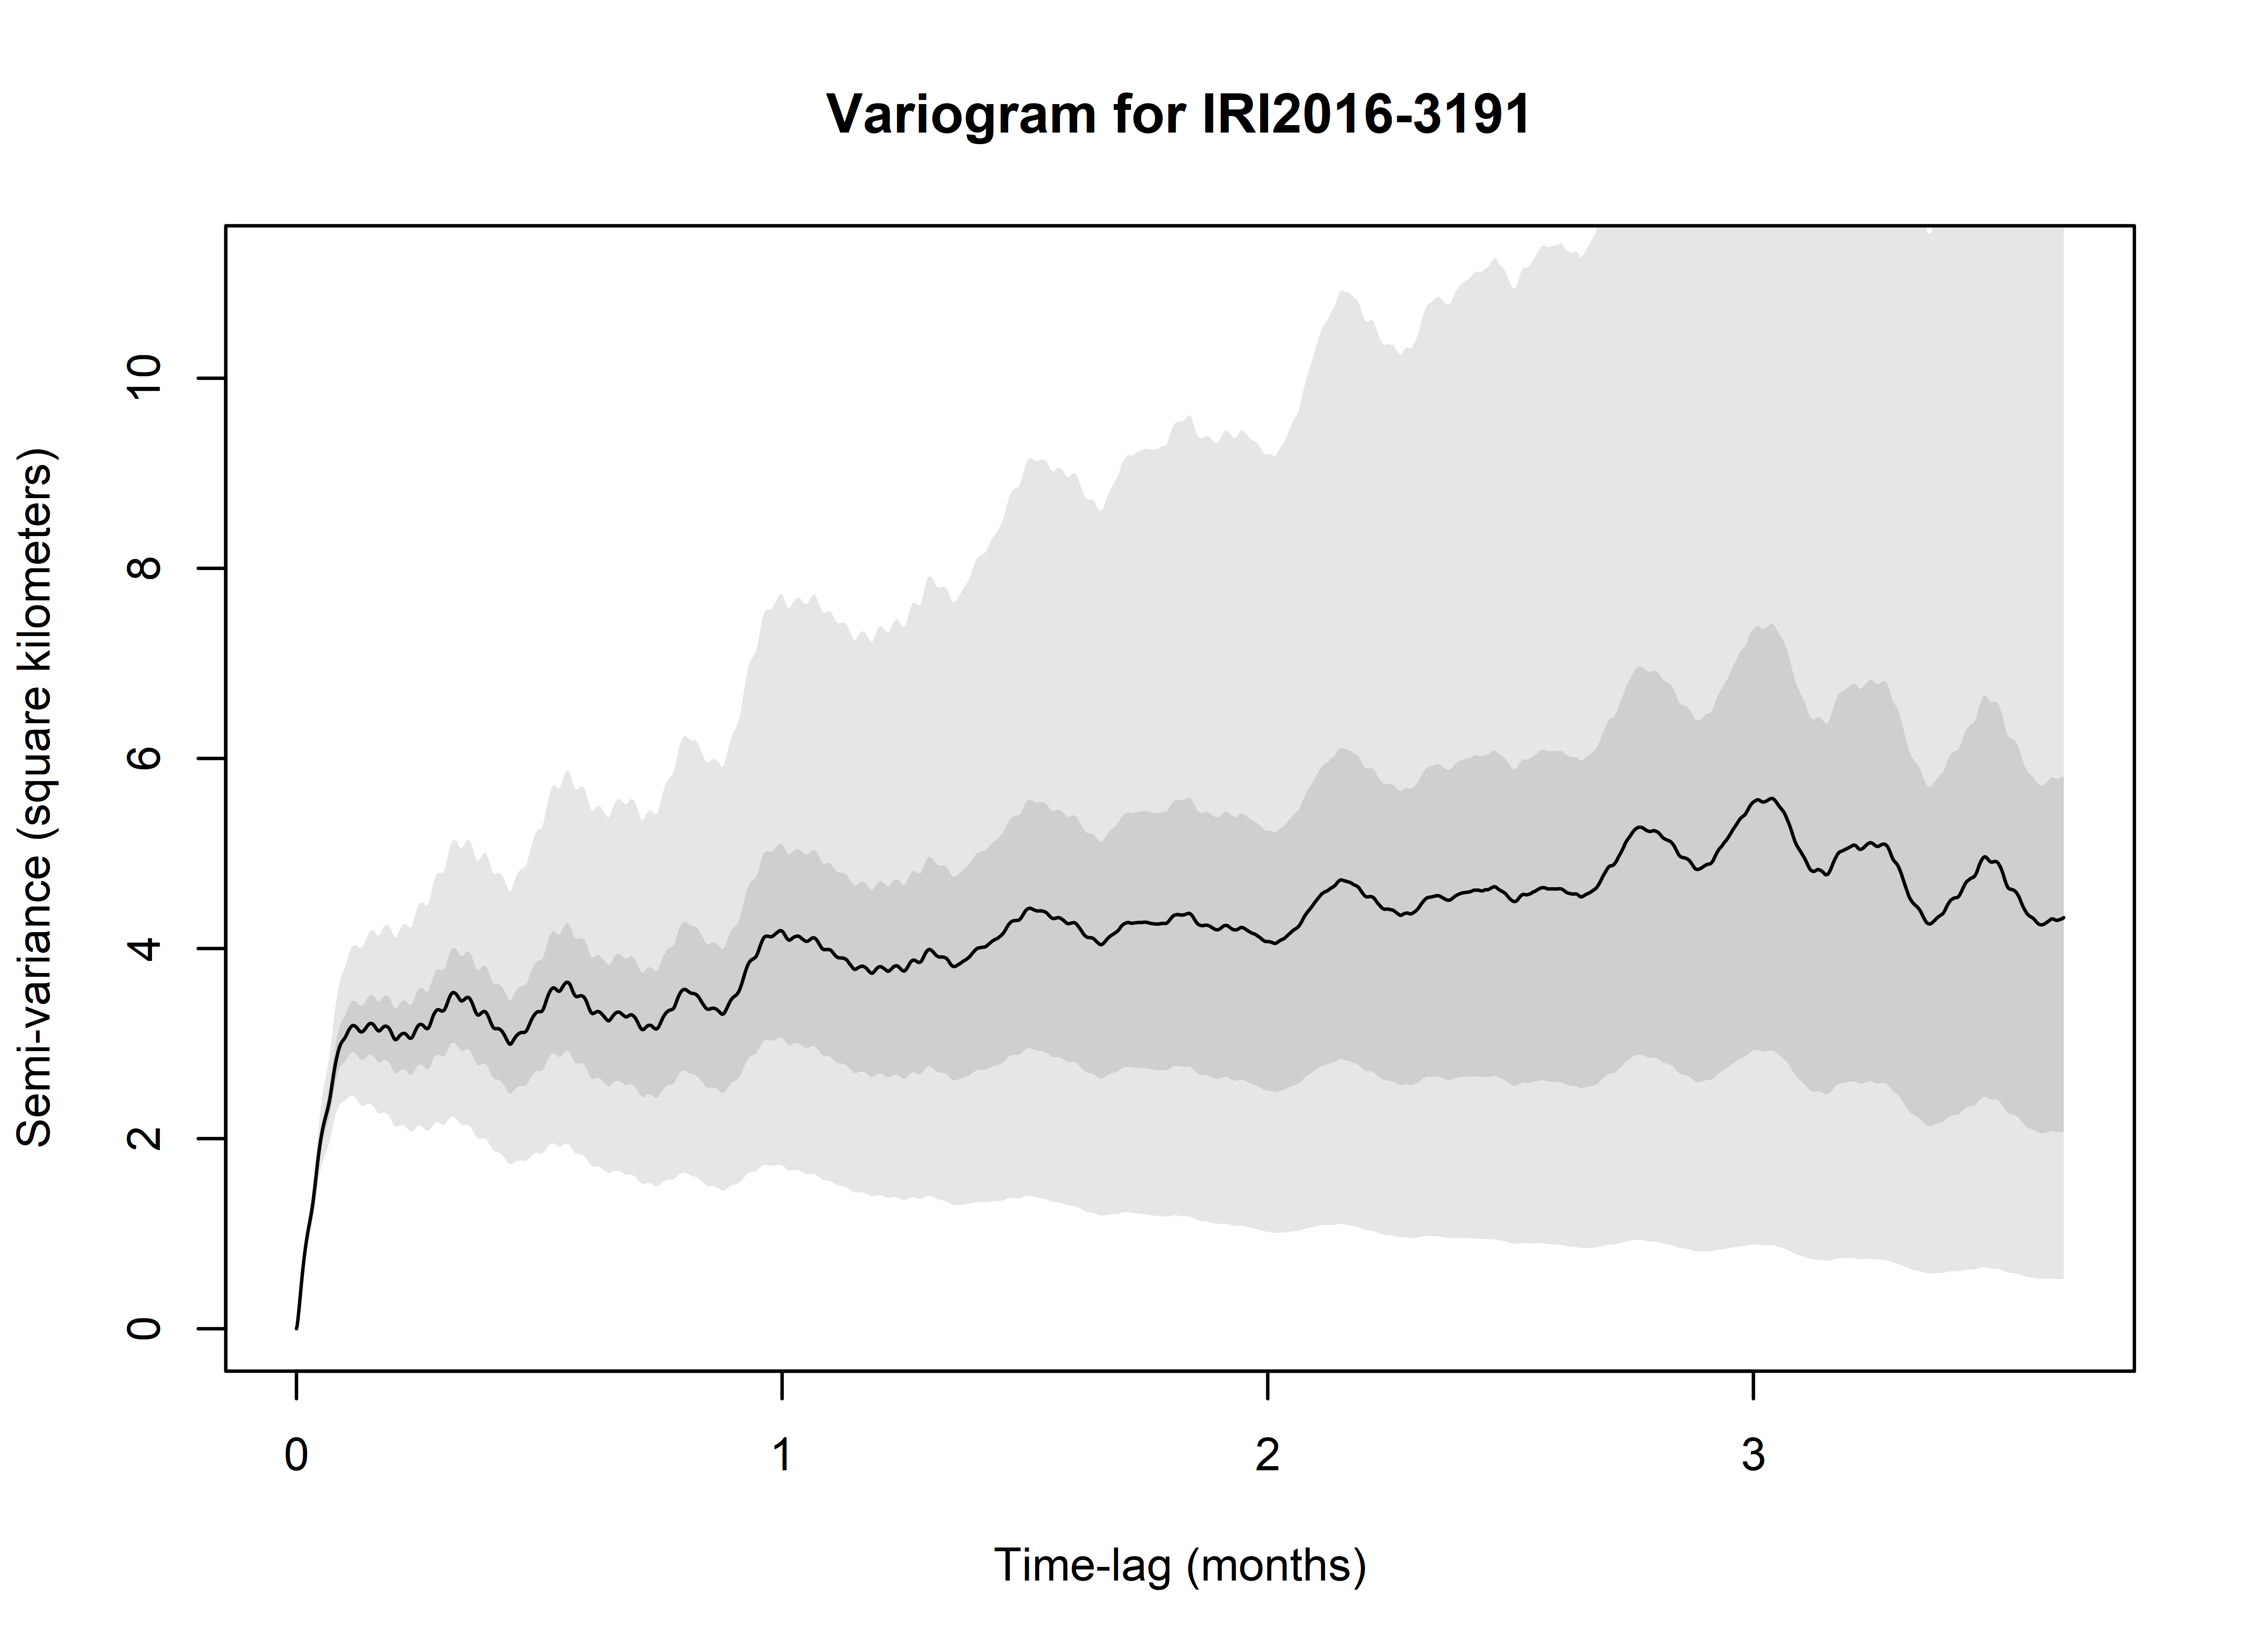 Variogram for IRI2016-3191
Semi-variance (square kilometers)
10
8
6
4
2
0
0 1 2 3
Time-lag (months)